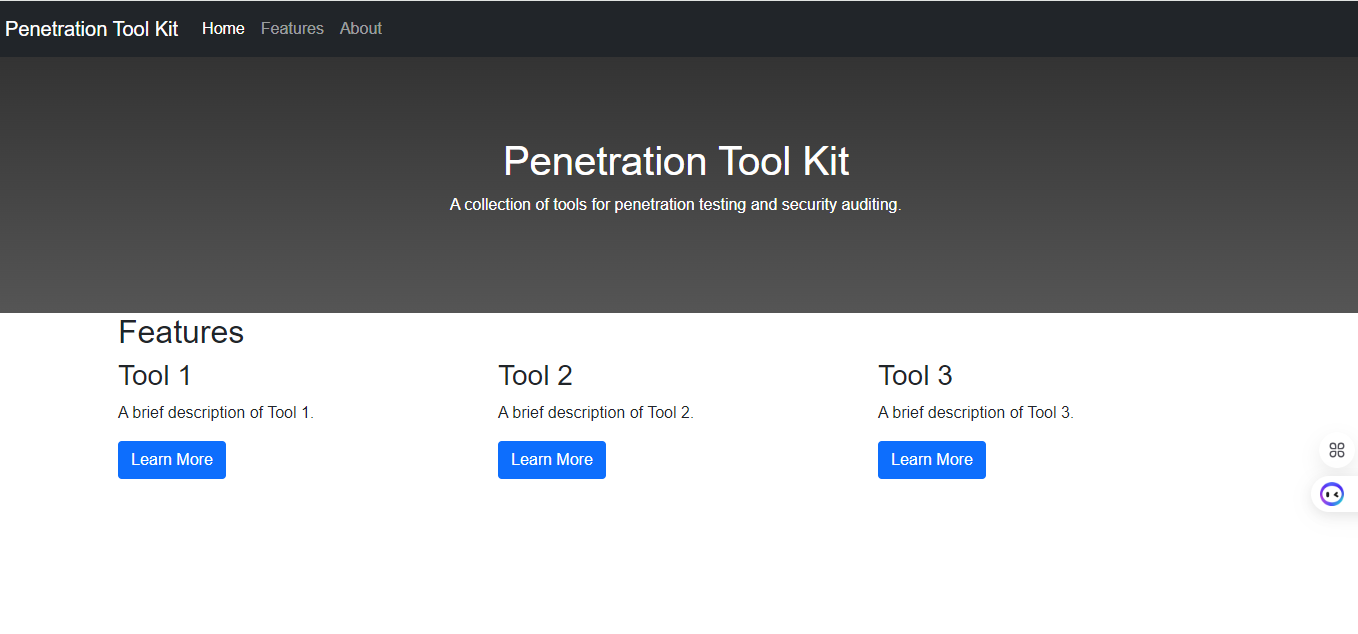 Penetration Tool Kit Home Features About
Penetration Tool Kit
A collection of tools for penetration testing and security auditing.
Features
Tool 1
A brief description of Tool 1.
Learn More
Tool 2
A brief description of Tool 2.
Learn More
Tool 3
A brief description of Tool 3.
Learn More